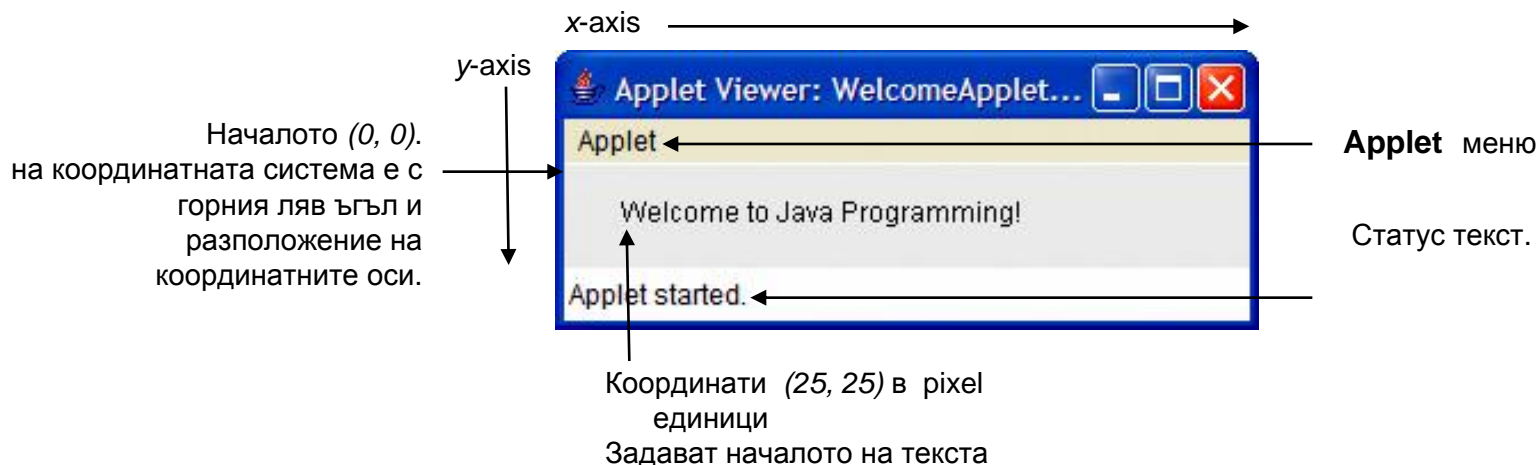 x-axis
y-axis
Applet Viewer: WelcomeApplet...
Applet
Welcome to Java Programming!
Applet started.
Началото (0, 0).
на координатната система е с
горния ляв ъгъл и
разположение на
координатните оси.
Applet меню
Статус текст.
Координати (25, 25) в pixel
единици
Задават началото на текста